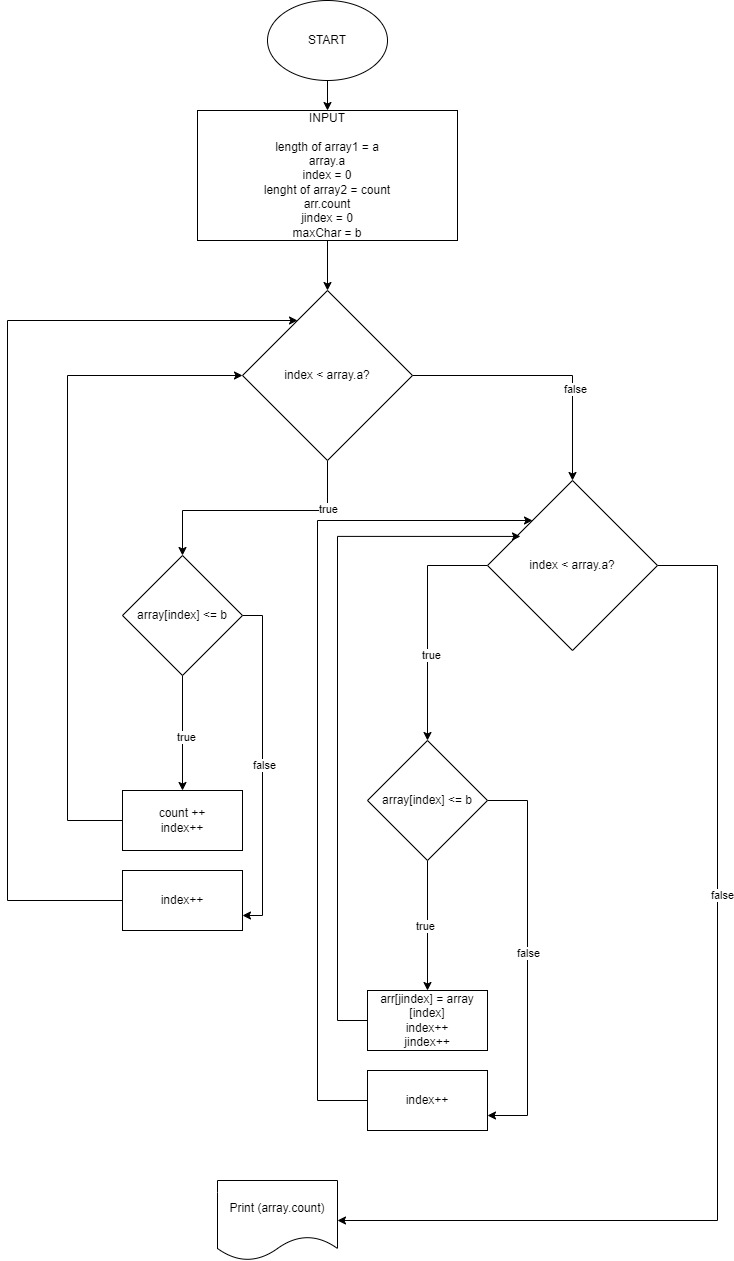 START
INPUT
length of array1 = a
array.a
index = 0
lenght of array2 = count
arr.count
jindex = 0
maxChar = b
index < array.a?
false
true
index < array.a?
array[index] <= b
true
true
false
count ++
index++
array[index] <= b
index++
false
true
false
arr[jindex] = array
[index]
index++
jindex++
index++
Print (array.count)